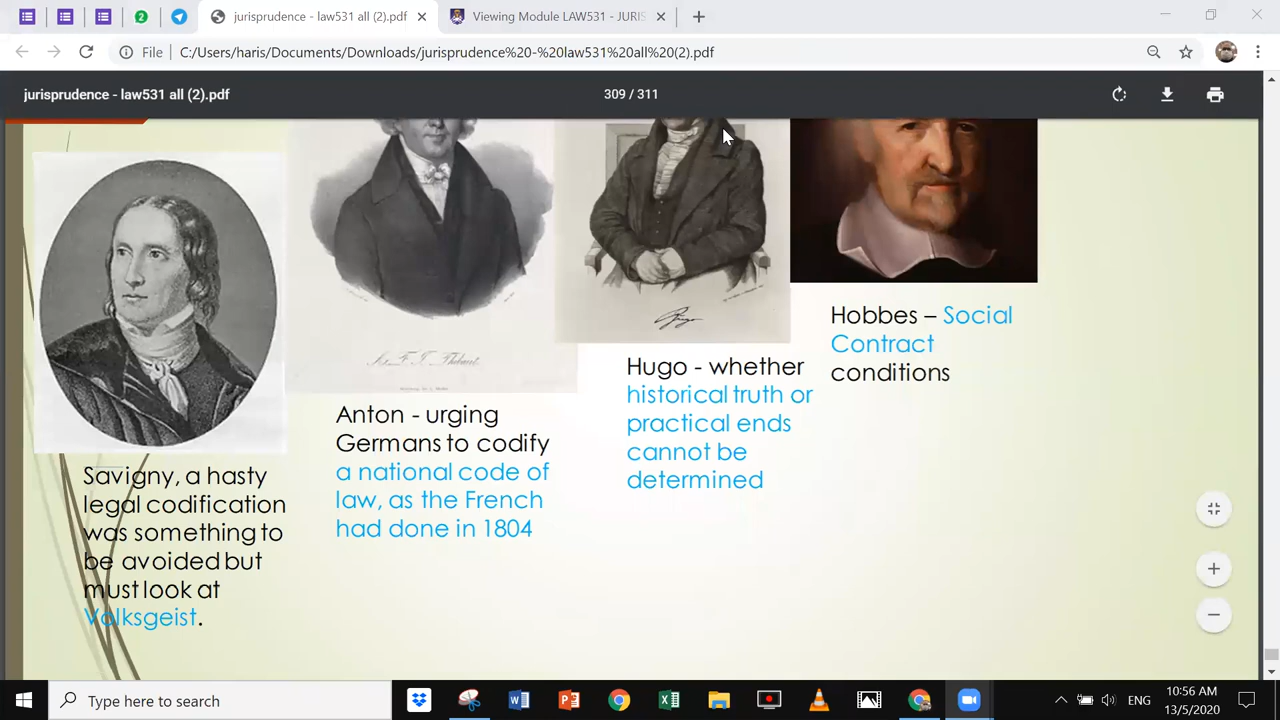 jurisprudence - law531 all (2).pdf
Viewing Module LAW531 - JURIS
File
C:/Users/haris/Documents/Downloads/jurisprudence%20-%20law531%20all%20(2).pdf
jurisprudence - law531 all (2).pdf
309 / 311
Savigny, a hasty
legal codification
was something to
be avoided but
must look at
Volksgeist.
Anton - urging
Germans to codify
a national code of
law, as the French
had done in 1804
Hugo - whether
historical truth or
practical ends
cannot be
determined
Hobbes – Social
Contract
conditions
Type here to search
ENG
10:56 AM
13/5/2020